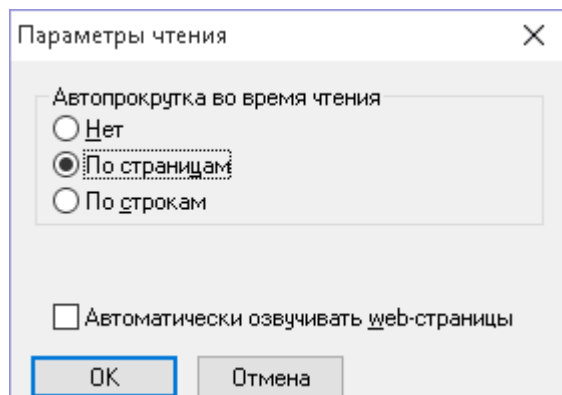 Параметры чтения
Автопрокрутка во время чтения
Нет
По страницам
По строкам
Автоматически озвучивать web-страницы
OK Отмена